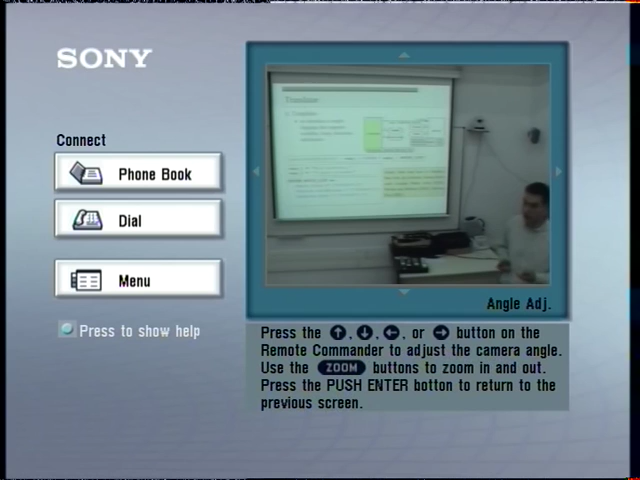 SONY
Connect
Phone Book
Dial
Menu
Press to show help
Translator
Angle Adj.
Press the ↑, ↓, ←, or → button on the
Remote Commander to adjust the camera angle.
Use the ZOOM buttons to zoom in and out.
Press the PUSH ENTER botton to return to the
previous screen.